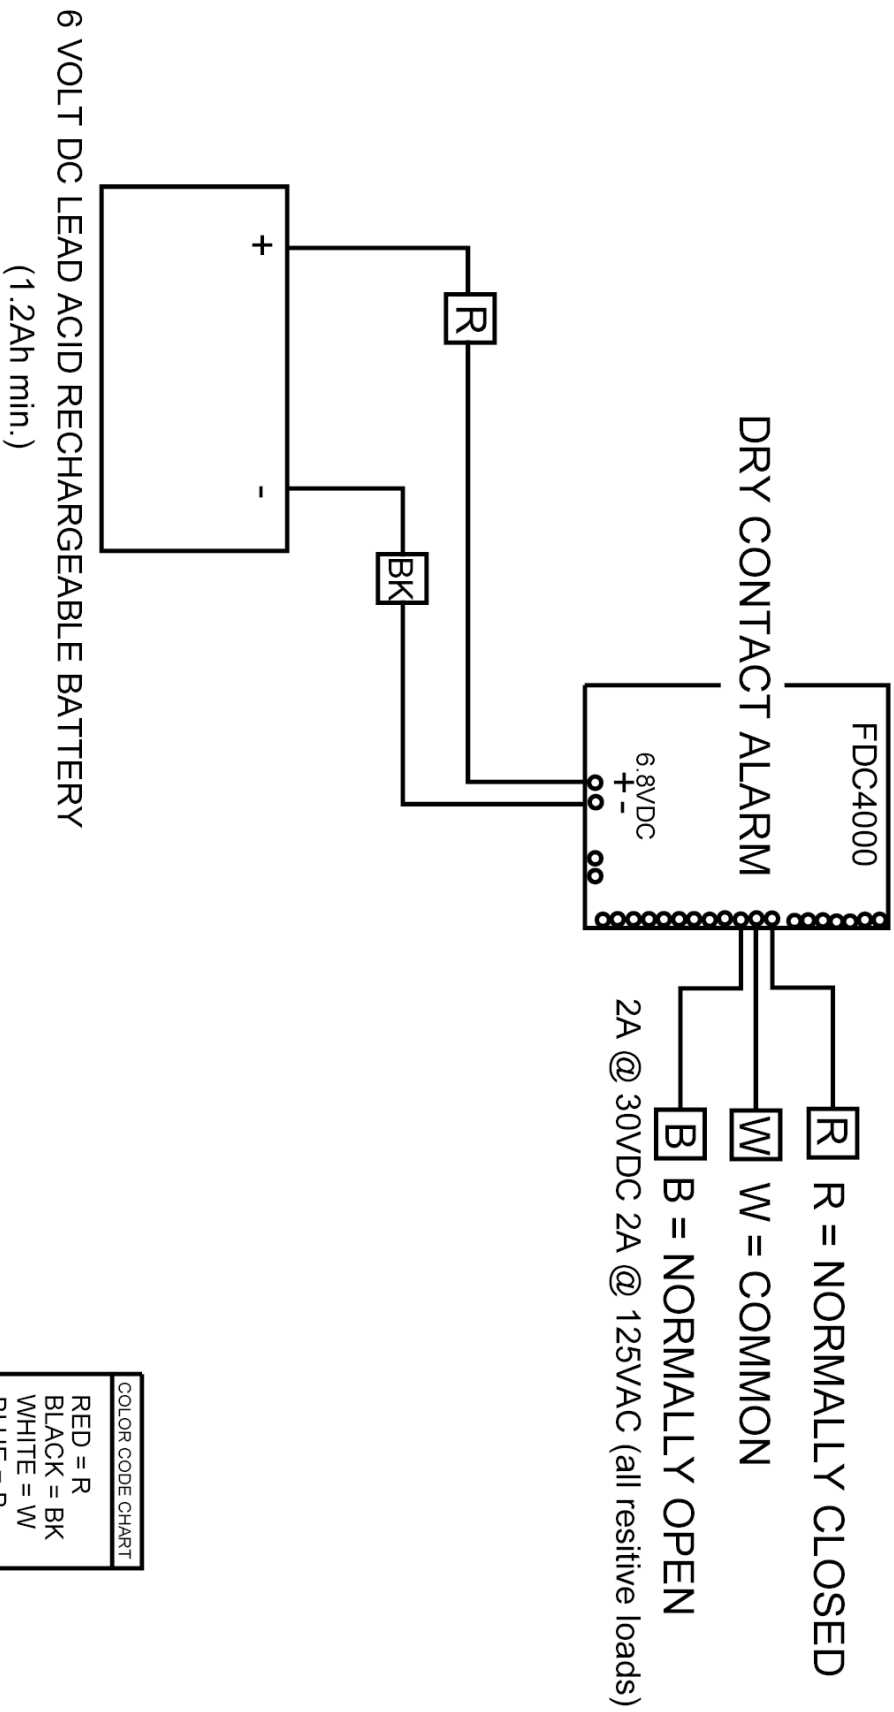 FDC4000
DRY CONTACT ALARM
6.8VDC
+ -
R
R = NORMALLY CLOSED
W
W = COMMON
B
B = NORMALLY OPEN
2A @ 30VDC 2A @ 125VAC (all resitive loads)
R
BK
+ -
6 VOLT DC LEAD ACID RECHARGEABLE BATTERY
(1.2Ah min.)
COLOR CODE CHART
RED = R
BLACK = BK
WHITE = W